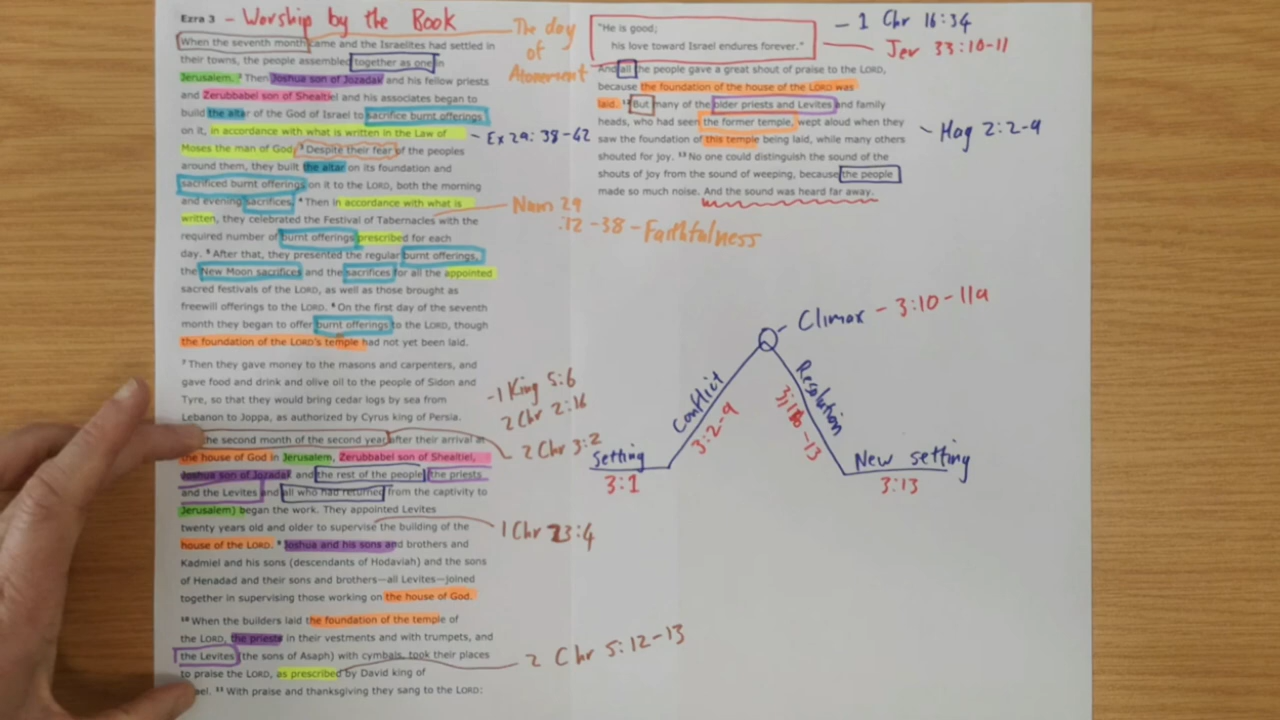 Ezra 3 - Worship by the Book
When the seventh month came and the Israelites had settled in
their towns, the people assembled together as one in
Jerusalem. 2 Then Joshua son of Jozadak and his fellow priests
and Zerubbabel son of Shealtiel and his associates began to
build the altar of the God of Israel to sacrifice burnt offerings
on it, in accordance with what is written in the Law of
Moses the man of God. 3 Despite their fear of the peoples
around them, they built the altar on its foundation and
sacrificed burnt offerings on it to the LORD, both the morning
and evening sacrifices. 4 Then in accordance with what is
written, they celebrated the Festival of Tabernacles with the
required number of burnt offerings prescribed for each
day. 5 After that, they presented the regular burnt offerings,
the New Moon sacrifices and the sacrifices for all the appointed
sacred festivals of the LORD, as well as those brought as
freewill offerings to the LORD. 6 On the first day of the seventh
month they began to offer burnt offerings to the LORD, though
the foundation of the LORD's temple had not yet been laid.
7 Then they gave money to the masons and carpenters, and
gave food and drink and olive oil to the people of Sidon and
Tyre, so that they would bring cedar logs by sea from
Lebanon to Joppa, as authorized by Cyrus king of Persia.
the second month of the second year after their arrival at
the house of God in Jerusalem, Zerubbabel son of Shealtiel,
Joshua son of Jozadak and the rest of the people (the priests
and the Levites and all who had returned from the captivity to
Jerusalem) began the work. They appointed Levites
twenty years old and older to supervise the building of the
house of the LORD. 9 Joshua and his sons and brothers and
Kadmiel and his sons (descendants of Hodaviah) and the sons
of Henadad and their sons and brothers—all Levites—joined
together in supervising those working on the house of God.
10 When the builders laid the foundation of the temple of
the LORD, the priests in their vestments and with trumpets, and
the Levites (the sons of Asaph) with cymbals, took their places
to praise the LORD, as prescribed by David king of
ael. 11 With praise and thanksgiving they sang to the LORD:
The day
of
Atonement
- Ex 29:38-42
Num 29
:12-38 - Faithfulness
-1 King 5:6
2 Chr 2:16
2 Chr 3:2
1 Chr 23:4
2 Chr 5:12-13
"He is good;
his love toward Israel endures forever."
- 1 Chr 16:34
Jer 33:10-11
And all the people gave a great shout of praise to the LORD,
because the foundation of the house of the LORD was
laid. 12 But many of the older priests and Levites and family
heads, who had seen the former temple, wept aloud when they
saw the foundation of this temple being laid, while many others
shouted for joy. 13 No one could distinguish the sound of the
shouts of joy from the sound of weeping, because the people
made so much noise. And the sound was heard far away.
- Hag 2:2-9
- Climax - 3:10-11a
Conflict
3:2-9
Resolution
Setting
3:1
New setting
3:13